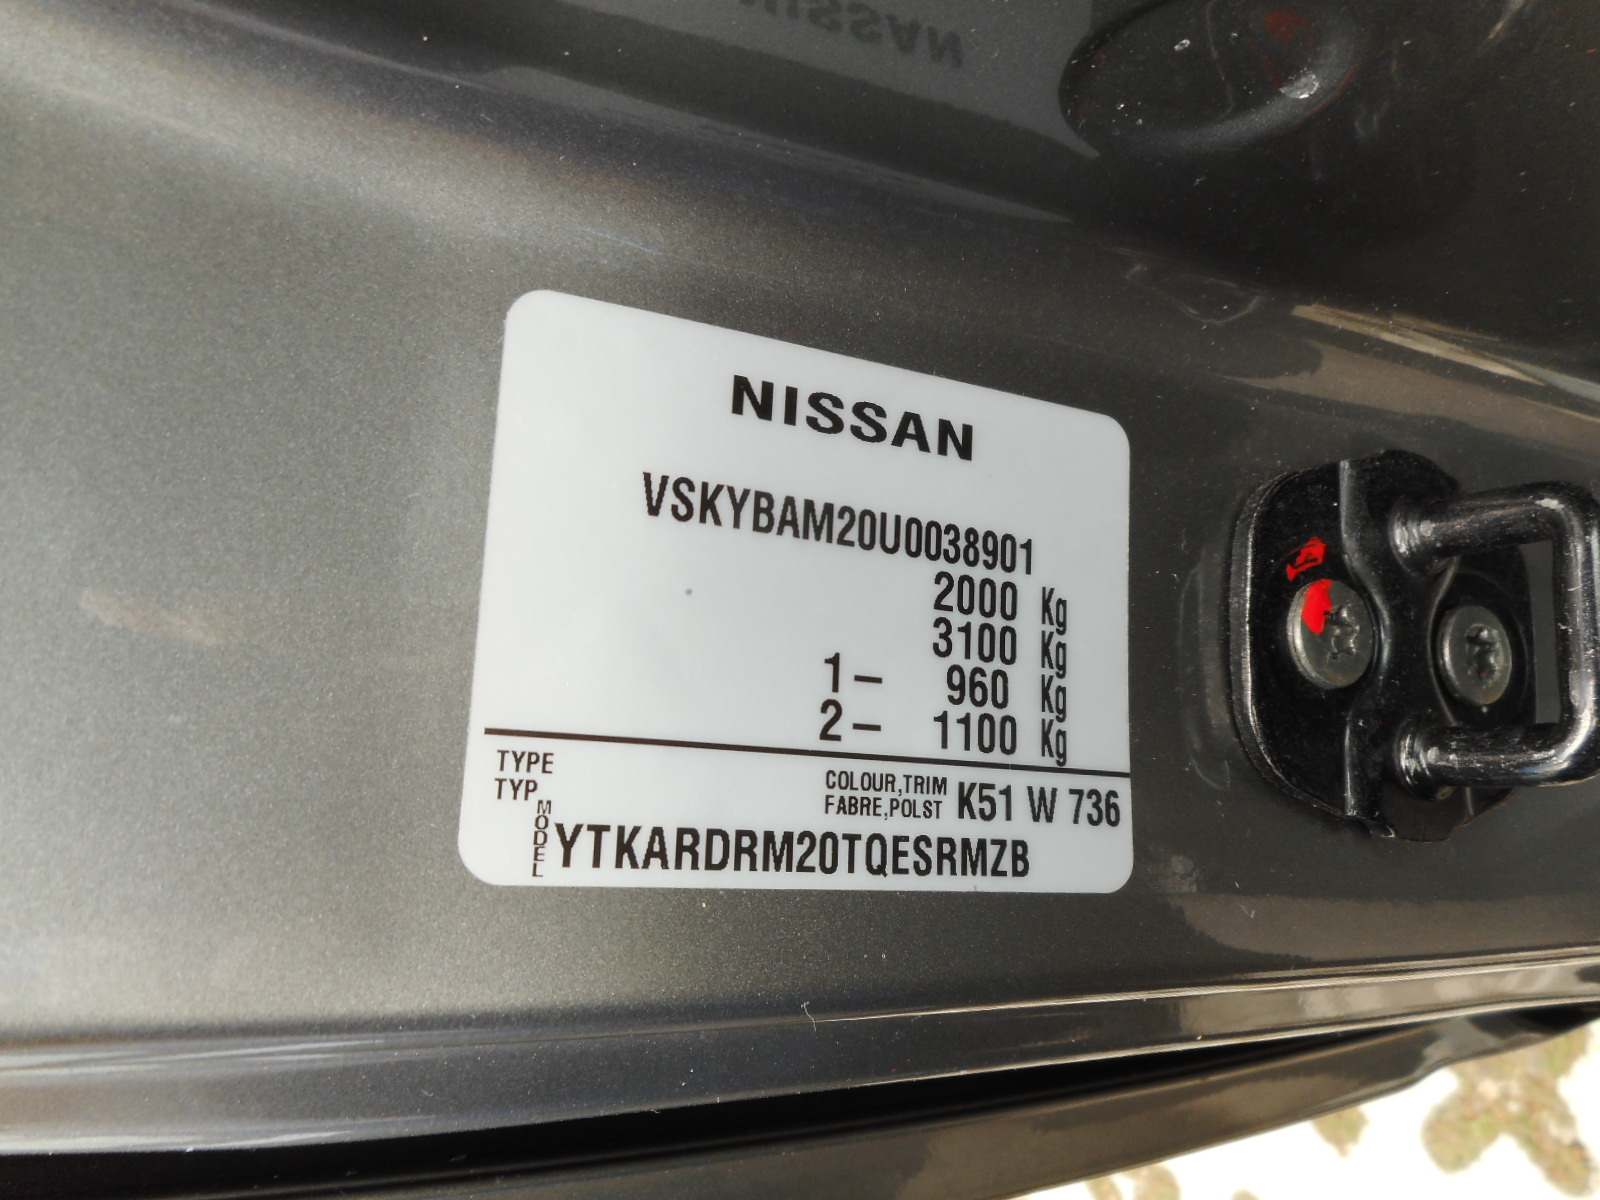 NISSAN
NISSAN
VSKYBAM20U0038901
2000 Kg
3100 Kg
1- 960 Kg
2- 1100 Kg
TYPE
TYP
COLOUR,TRIM
FABRE,POLST
K51 W 736
MODEL
YTKARDRM20TQESRMZB